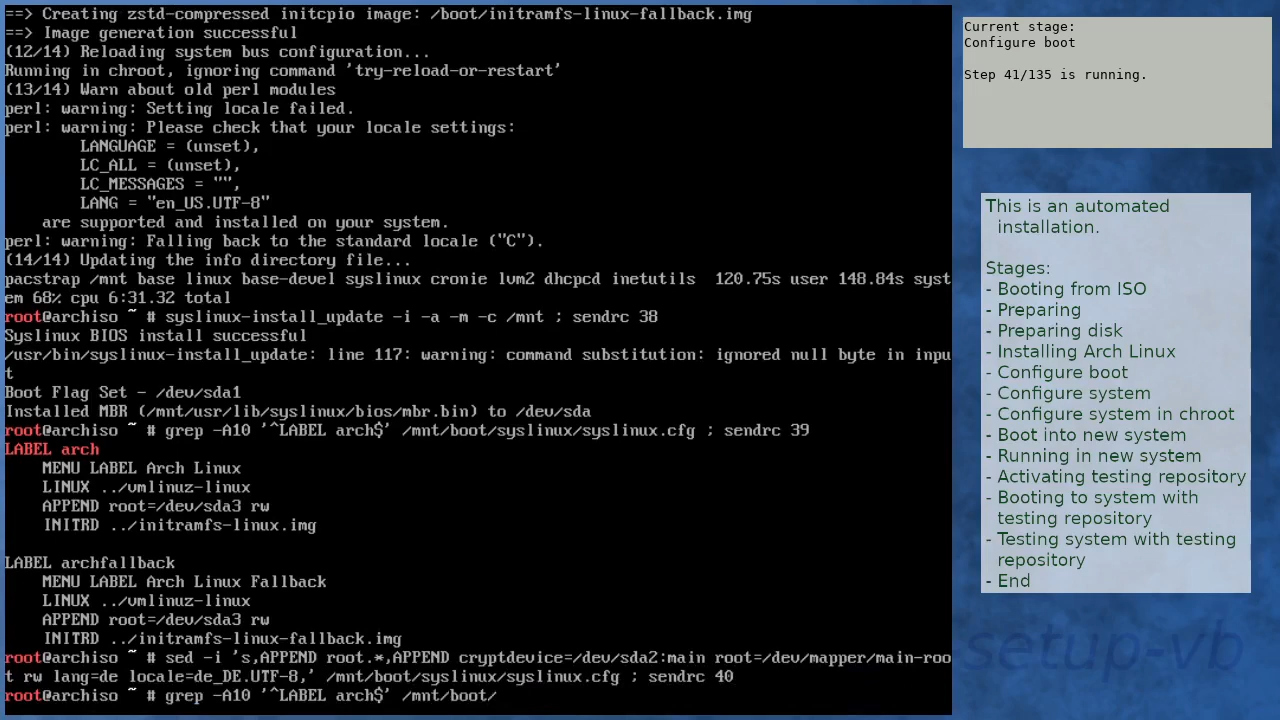 ==> Creating zstd-compressed initcpio image: /boot/initramfs-linux-fallback.img
==> Image generation successful
(12/14) Reloading system bus configuration...
Running in chroot, ignoring command 'try-reload-or-restart'
(13/14) Warn about old perl modules
perl: warning: Setting locale failed.
perl: warning: Please check that your locale settings:
        LANGUAGE = (unset),
        LC_ALL = (unset),
        LC_MESSAGES = "",
        LANG = "en_US.UTF-8"
    are supported and installed on your system.
perl: warning: Falling back to the standard locale ("C").
(14/14) Updating the info directory file...
pacstrap /mnt base linux base-devel syslinux cronie lvm2 dhcpcd inetutils  120.75s user 148.84s syst
em 68% cpu 6:31.32 total
root@archiso ~ # syslinux-install_update -i -a -m -c /mnt ; sendrc 38
Syslinux BIOS install successful
/usr/bin/syslinux-install_update: line 117: warning: command substitution: ignored null byte in inpu
t
Boot Flag Set - /dev/sda1
Installed MBR (/mnt/usr/lib/syslinux/bios/mbr.bin) to /dev/sda
root@archiso ~ # grep -A10 '^LABEL arch$' /mnt/boot/syslinux/syslinux.cfg ; sendrc 39
LABEL arch
    MENU LABEL Arch Linux
    LINUX ../vmlinuz-linux
    APPEND root=/dev/sda3 rw
    INITRD ../initramfs-linux.img

LABEL archfallback
    MENU LABEL Arch Linux Fallback
    LINUX ../vmlinuz-linux
    APPEND root=/dev/sda3 rw
    INITRD ../initramfs-linux-fallback.img
root@archiso ~ # sed -i 's,APPEND root.*,APPEND cryptdevice=/dev/sda2:main root=/dev/mapper/main-roo
t rw lang=de locale=de_DE.UTF-8,' /mnt/boot/syslinux/syslinux.cfg ; sendrc 40
root@archiso ~ # grep -A10 '^LABEL arch$' /mnt/boot/
Current stage:
Configure boot

Step 41/135 is running.
This is an automated
installation.

Stages:
- Booting from ISO
- Preparing
- Preparing disk
- Installing Arch Linux
- Configure boot
- Configure system
- Configure system in chroot
- Boot into new system
- Running in new system
- Activating testing repository
- Booting to system with
testing repository
- Testing system with testing
repository
- End
setup-vb